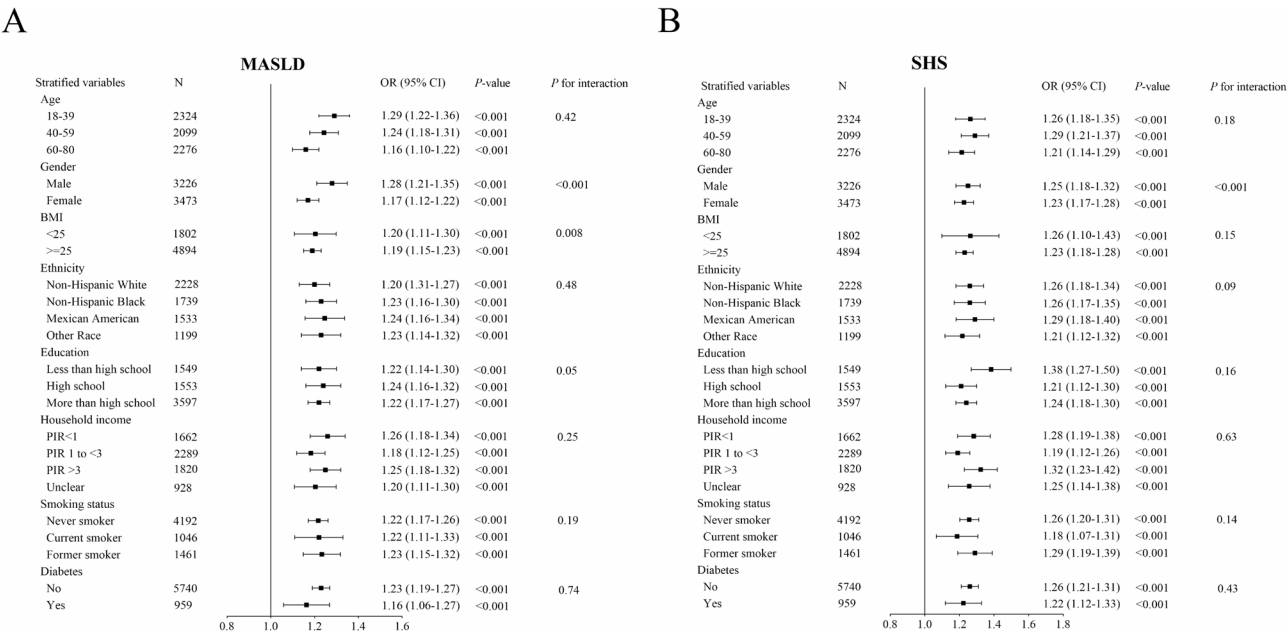 A
MASLD
Stratified variables N OR (95% CI) P-value P for interaction
Age
18-39 2324 1.29 (1.22-1.36) <0.001 0.42
40-59 2099 1.24 (1.18-1.31) <0.001
60-80 2276 1.16 (1.10-1.22) <0.001
Gender
Male 3226 1.28 (1.21-1.35) <0.001 <0.001
Female 3473 1.17 (1.12-1.22) <0.001
BMI
<25 1802 1.20 (1.11-1.30) <0.001 0.008
>=25 4894 1.19 (1.15-1.23) <0.001
Ethnicity
Non-Hispanic White 2228 1.20 (1.31-1.27) <0.001 0.48
Non-Hispanic Black 1739 1.23 (1.16-1.30) <0.001
Mexican American 1533 1.24 (1.16-1.34) <0.001
Other Race 1199 1.23 (1.14-1.32) <0.001
Education
Less than high school 1549 1.22 (1.14-1.30) <0.001 0.05
High school 1553 1.24 (1.16-1.32) <0.001
More than high school 3597 1.22 (1.17-1.27) <0.001
Household income
PIR<1 1662 1.26 (1.18-1.34) <0.001 0.25
PIR 1 to <3 2289 1.18 (1.12-1.25) <0.001
PIR >3 1820 1.25 (1.18-1.32) <0.001
Unclear 928 1.20 (1.11-1.30) <0.001
Smoking status
Never smoker 4192 1.22 (1.17-1.26) <0.001 0.19
Current smoker 1046 1.22 (1.11-1.33) <0.001
Former smoker 1461 1.23 (1.15-1.32) <0.001
Diabetes
No 5740 1.23 (1.19-1.27) <0.001 0.74
Yes 959 1.16 (1.06-1.27) <0.001
0.8 1.0 1.2 1.4 1.6
B
SHS
Stratified variables N OR (95% CI) P-value P for interaction
Age
18-39 2324 1.26 (1.18-1.35) <0.001 0.18
40-59 2099 1.29 (1.21-1.37) <0.001
60-80 2276 1.21 (1.14-1.29) <0.001
Gender
Male 3226 1.25 (1.18-1.32) <0.001 <0.001
Female 3473 1.23 (1.17-1.28) <0.001
BMI
<25 1802 1.26 (1.10-1.43) <0.001 0.15
>=25 4894 1.23 (1.18-1.28) <0.001
Ethnicity
Non-Hispanic White 2228 1.26 (1.18-1.34) <0.001 0.09
Non-Hispanic Black 1739 1.26 (1.17-1.35) <0.001
Mexican American 1533 1.29 (1.18-1.40) <0.001
Other Race 1199 1.21 (1.12-1.32) <0.001
Education
Less than high school 1549 1.38 (1.27-1.50) <0.001 0.16
High school 1553 1.21 (1.12-1.30) <0.001
More than high school 3597 1.24 (1.18-1.30) <0.001
Household income
PIR<1 1662 1.28 (1.19-1.38) <0.001 0.63
PIR 1 to <3 2289 1.19 (1.12-1.26) <0.001
PIR >3 1820 1.32 (1.23-1.42) <0.001
Unclear 928 1.25 (1.14-1.38) <0.001
Smoking status
Never smoker 4192 1.26 (1.20-1.31) <0.001 0.14
Current smoker 1046 1.18 (1.07-1.31) <0.001
Former smoker 1461 1.29 (1.19-1.39) <0.001
Diabetes
No 5740 1.26 (1.21-1.31) <0.001 0.43
Yes 959 1.22 (1.12-1.33) <0.001
0.8 1.0 1.2 1.4 1.6 1.8